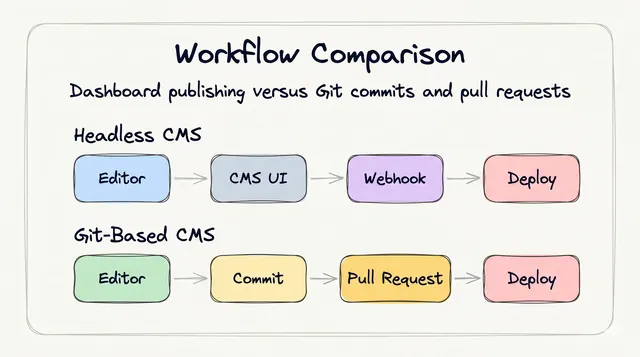 Workflow Comparison
Dashboard publishing versus Git commits and pull requests
Headless CMS
Editor
CMS UI
Webhook
Deploy
Git-Based CMS
Editor
Commit
Pull Request
Deploy